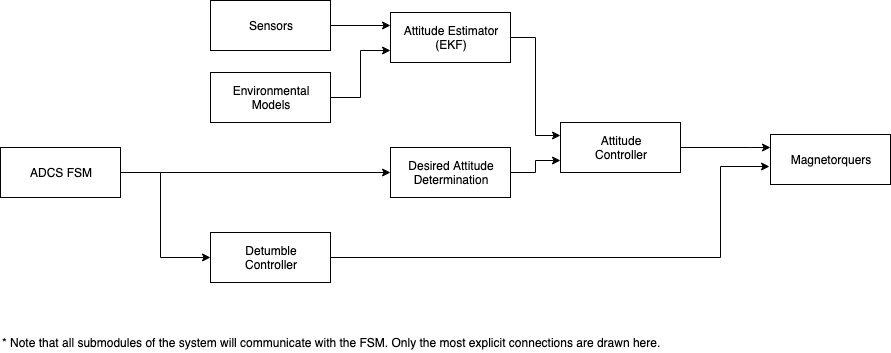 Sensors
Attitude Estimator
(EKF)
Environmental
Models
Attitude
Controller
Magnetorquers
ADCS FSM
Desired Attitude
Determination
Detumble
Controller
* Note that all submodules of the system will communicate with the FSM. Only the most explicit connections are drawn here.